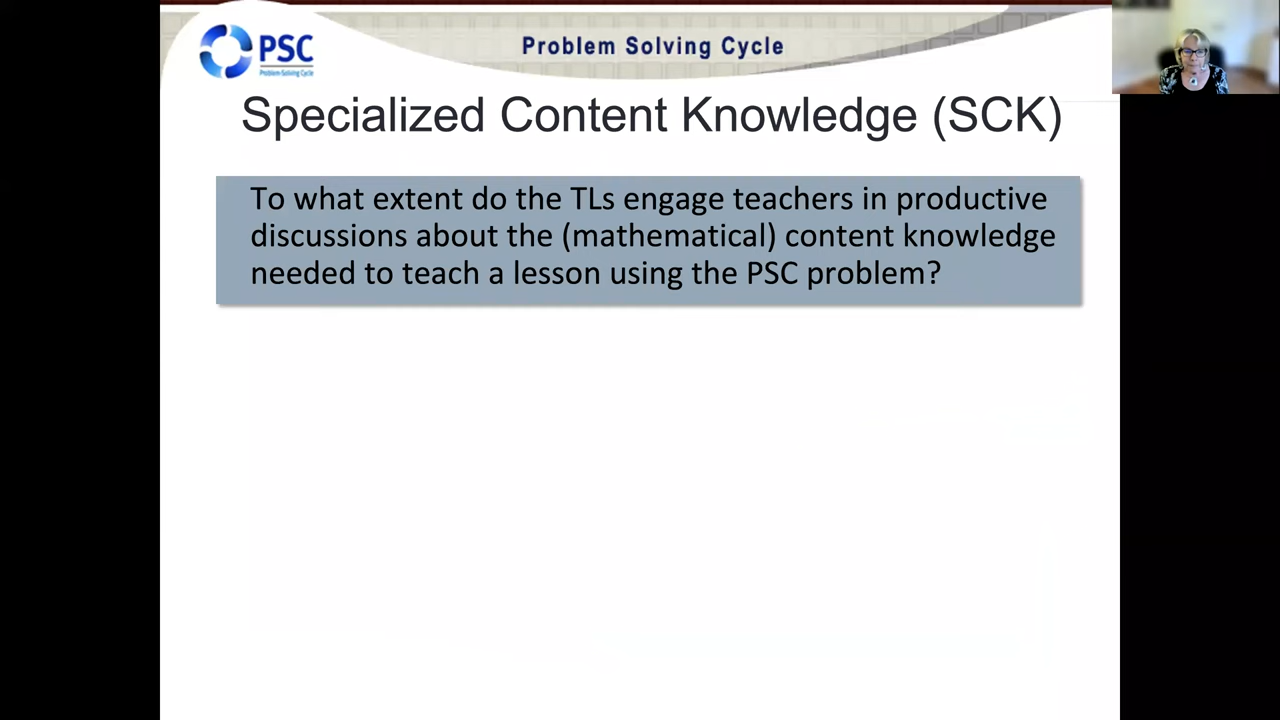 PSC
Problem-Solving Cycle
Problem Solving Cycle
Specialized Content Knowledge (SCK)
To what extent do the TLs engage teachers in productive
discussions about the (mathematical) content knowledge
needed to teach a lesson using the PSC problem?